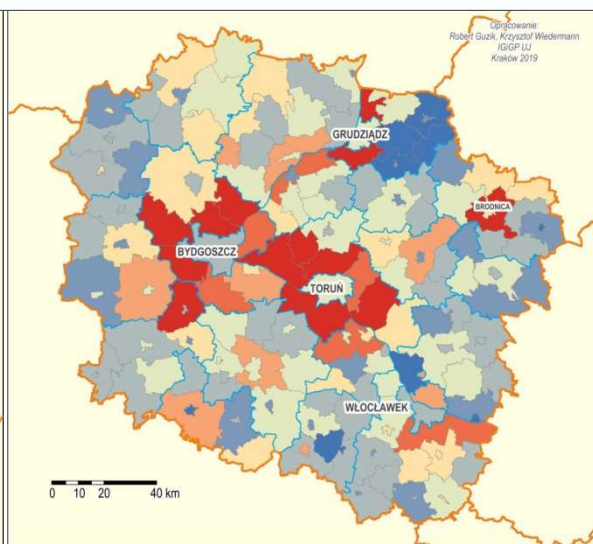 Opracowanie:
Robert Guzik, Krzysztof Wiedermann
IGiGP UJ
Kraków 2019
GRUDZIĄDZ
BRODNICA
BYDGOSZCZ
TORUŃ
WŁOCŁAWEK
0 10 20 40 km